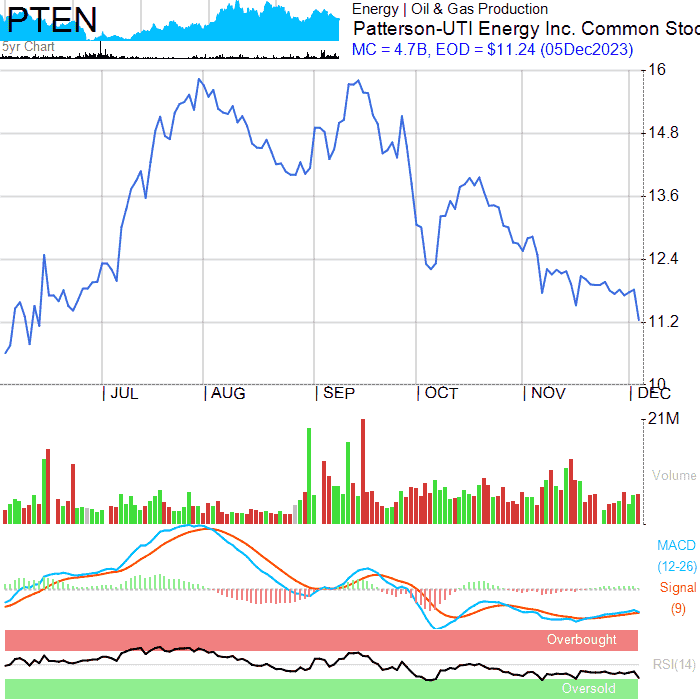 PTEN
5yr Chart
Energy | Oil & Gas Production
Patterson-UTI Energy Inc. Common Stoc
MC = 4.7B, EOD = $11.24 (05Dec2023)
16
14.8
13.6
12.4
11.2
10
|JUL |AUG |SEP |OCT |NOV |DEC
21M
Volume
MACD
(12-26)
Signal
(9)
Overbought
RSI(14)
Oversold